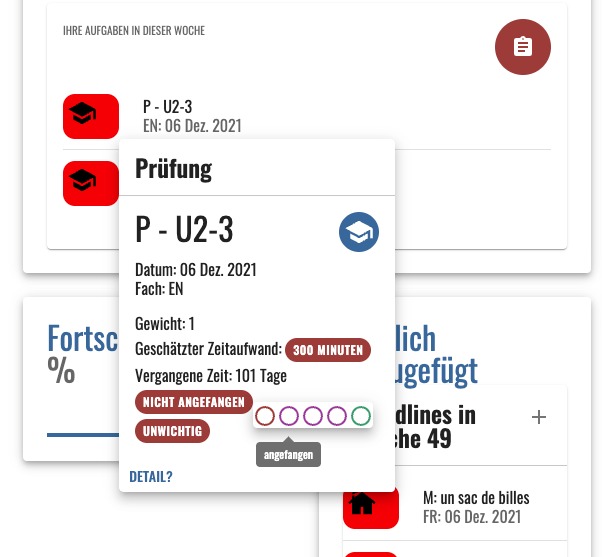 IHRE AUFGABEN IN DIESER WOCHE
P - U2-3
EN: 06 Dez. 2021
Prüfung
P - U2-3
Datum: 06 Dez. 2021
Fach: EN
Gewicht: 1
Geschätzter Zeitaufwand: 300 MINUTEN
Vergangene Zeit: 101 Tage
NICHT ANGEFANGEN
UNWICHTIG
angefangen
DETAIL?
Fortsc
%
lich
ugefügt
dlines in
che 49
M: un sac de billes
FR: 06 Dez. 2021